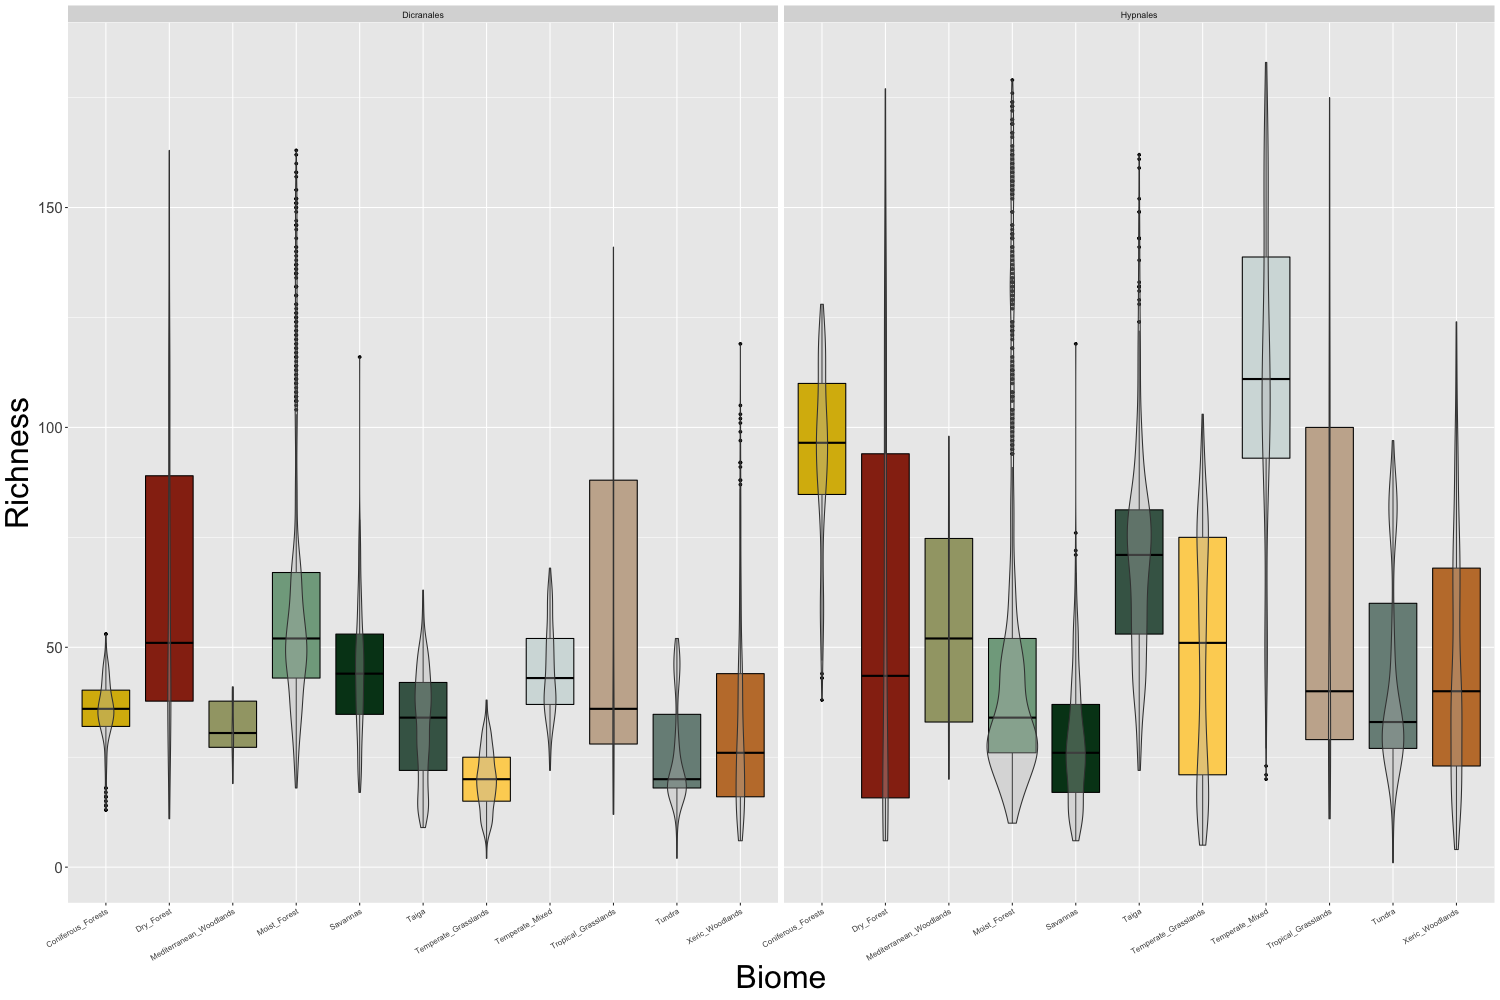 Dicranales
Hypnales
Richness
150
100
50
0
Coniferous_Forests
Dry_Forest
Mediterranean_Woodlands
Moist_Forest
Savannas
Taiga
Temperate_Grasslands
Temperate_Mixed
Tropical_Grasslands
Tundra
Xeric_Woodlands
Coniferous_Forests
Dry_Forest
Mediterranean_Woodlands
Moist_Forest
Savannas
Taiga
Temperate_Grasslands
Temperate_Mixed
Tropical_Grasslands
Tundra
Xeric_Woodlands
Biome